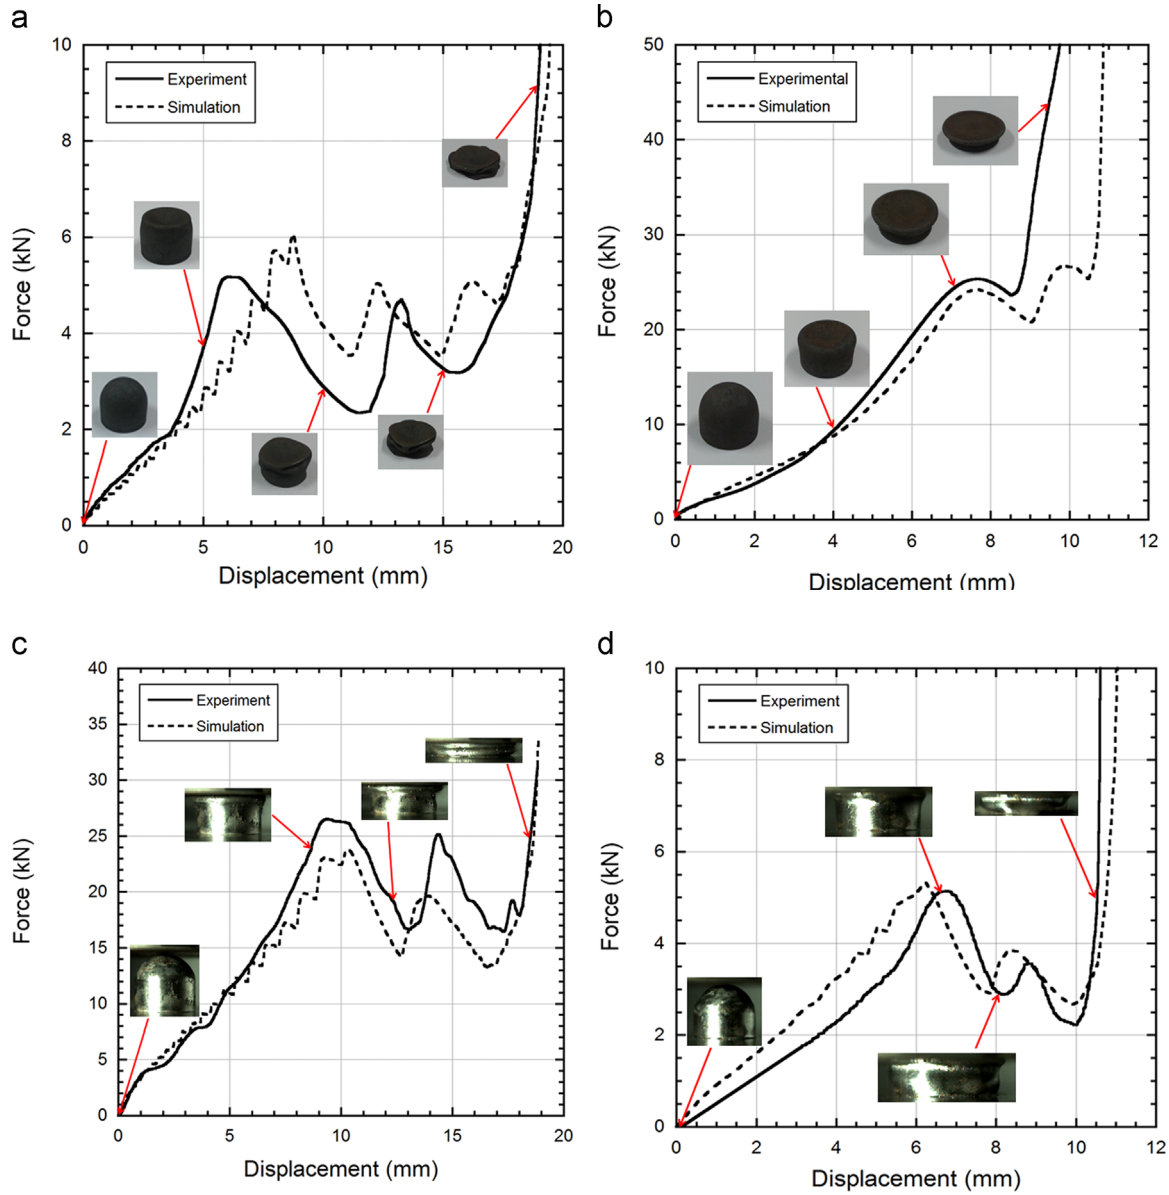 a
10
8
6
4
2
0
Force (kN)
Experiment
Simulation
0 5 10 15 20
Displacement (mm)
b
50
40
30
20
10
0
Force (kN)
Experimental
Simulation
0 2 4 6 8 10 12
Displacement (mm)
c
40
35
30
25
20
15
10
5
0
Force (kN)
Experiment
Simulation
0 5 10 15 20
Displacement (mm)
d
10
8
6
4
2
0
Force (kN)
Experiment
Simulation
0 2 4 6 8 10 12
Displacement (mm)